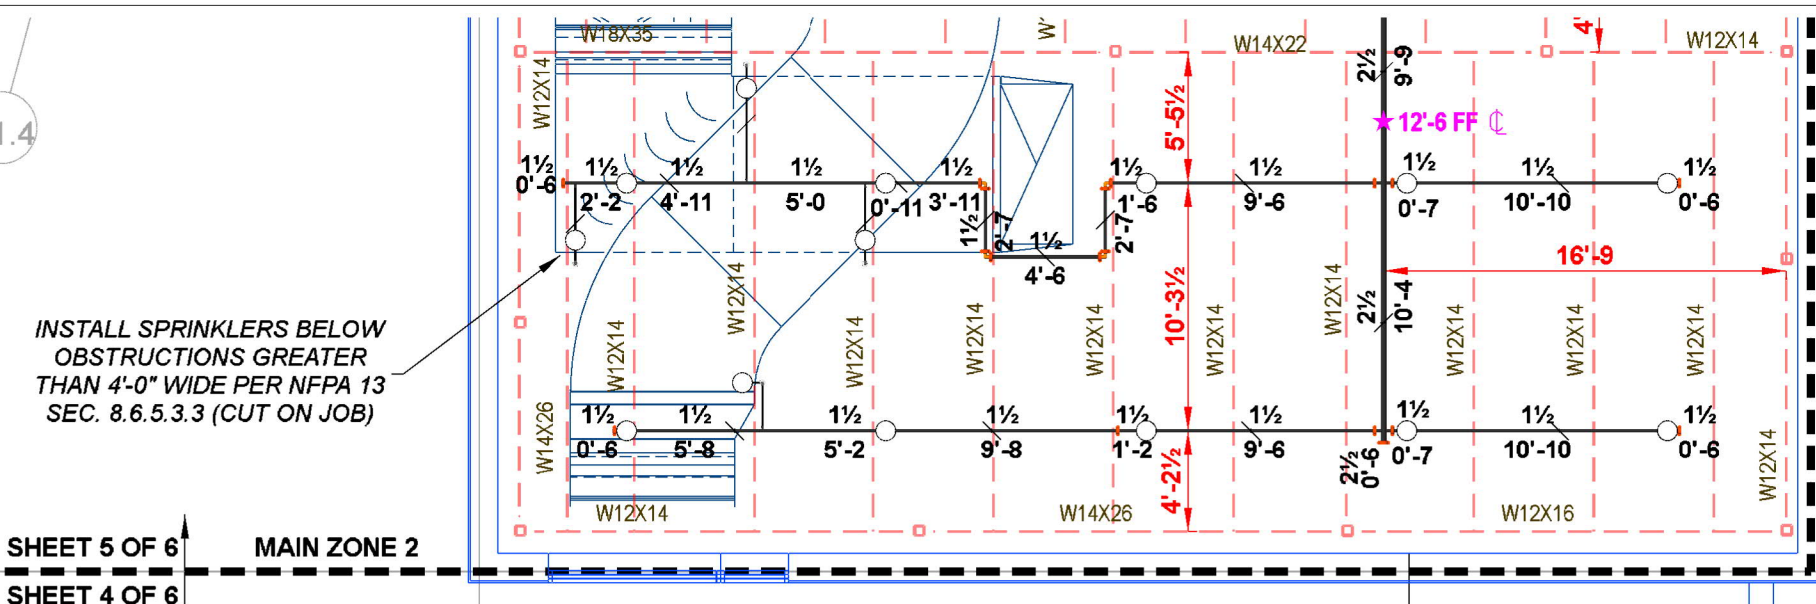 W18X35
W'
W14X22
4'
W12X14
W12X14
2½
9'-9
5'-5½
12'-6 FF ℄
1.4
1½
0'-6
1½
2'-2
1½
4'-11
1½
5'-0
0'-11
1½
3'-11
1½
1'-6
1½
9'-6
1½
0'-7
1½
10'-10
1½
0'-6
1½
2'-7
1½
4'-6
2'-7
16'-9
10'-3½
2½
10'-4
W12X14
W12X14
W12X14
W12X14
W12X14
W12X14
W12X14
W12X14
W12X14
INSTALL SPRINKLERS BELOW
OBSTRUCTIONS GREATER
THAN 4'-0" WIDE PER NFPA 13
SEC. 8.6.5.3.3 (CUT ON JOB)
W14X26
1½
0'-6
1½
5'-8
1½
5'-2
1½
9'-8
1½
1'-2
1½
9'-6
2½
0'-6
1½
0'-7
1½
10'-10
1½
0'-6
4'-2½
W12X14
W12X14
W14X26
W12X16
SHEET 5 OF 6
MAIN ZONE 2
SHEET 4 OF 6